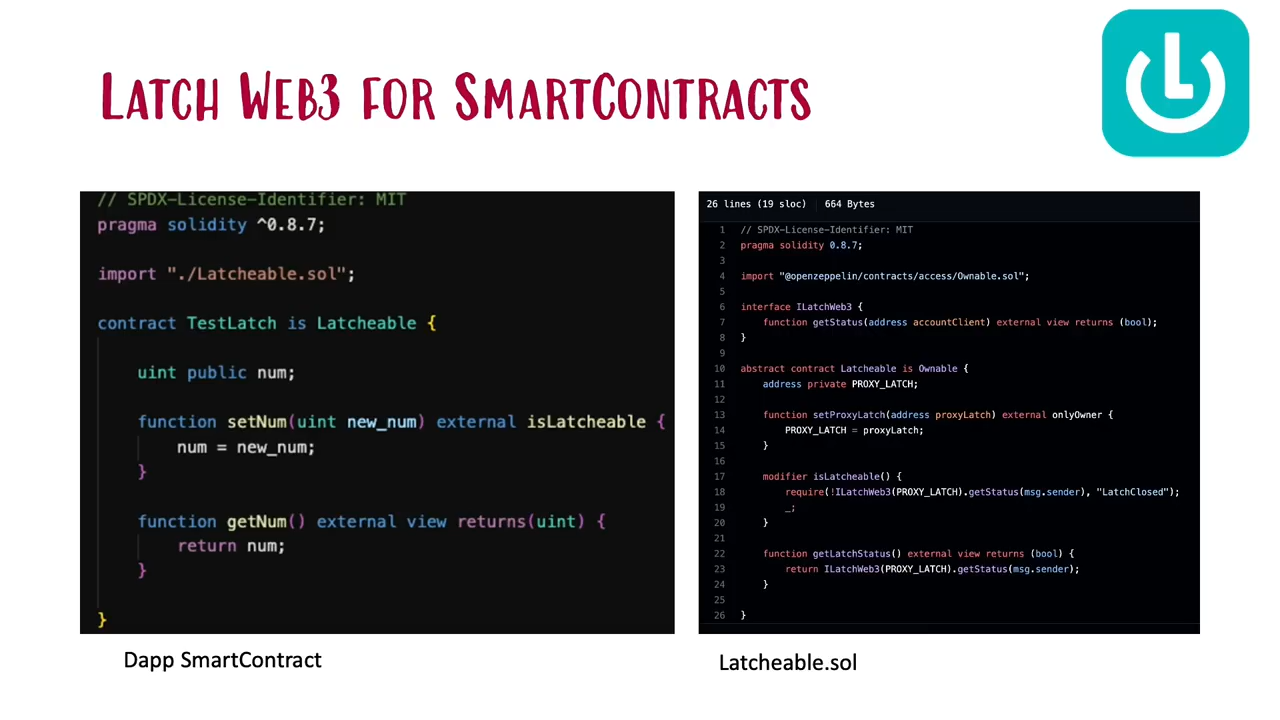 Latch Web3 for SmartContracts
// SPDX-License-Identifier: MIT
pragma solidity ^0.8.7;
import "./Latcheable.sol";
contract TestLatch is Latcheable {
uint public num;
function setNum(uint new_num) external isLatcheable {
num = new_num;
}
function getNum() external view returns(uint) {
return num;
}
}
Dapp SmartContract
26 lines (19 sloc) 664 Bytes
1 // SPDX-License-Identifier: MIT
2 pragma solidity 0.8.7;
3
4 import "@openzeppelin/contracts/access/Ownable.sol";
5
6 interface ILatchWeb3 {
7 function getStatus(address accountClient) external view returns (bool);
8 }
9
10 abstract contract Latcheable is Ownable {
11 address private PROXY_LATCH;
12
13 function setProxyLatch(address proxyLatch) external onlyOwner {
14 PROXY_LATCH = proxyLatch;
15 }
16
17 modifier isLatcheable() {
18 require(!ILatchWeb3(PROXY_LATCH).getStatus(msg.sender), "LatchClosed");
19 _;
20 }
21
22 function getLatchStatus() external view returns (bool) {
23 return ILatchWeb3(PROXY_LATCH).getStatus(msg.sender);
24 }
25
26 }
Latcheable.sol